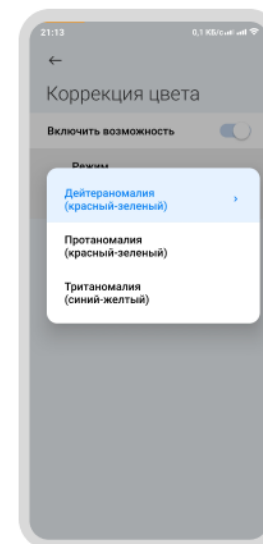 21:13 0,1 КБ/с
←
Коррекция цвета
Включить возможность
Режим
Дейтераномалия
(красный-зеленый)
Протаномалия
(красный-зеленый)
Тританомалия
(синий-желтый)